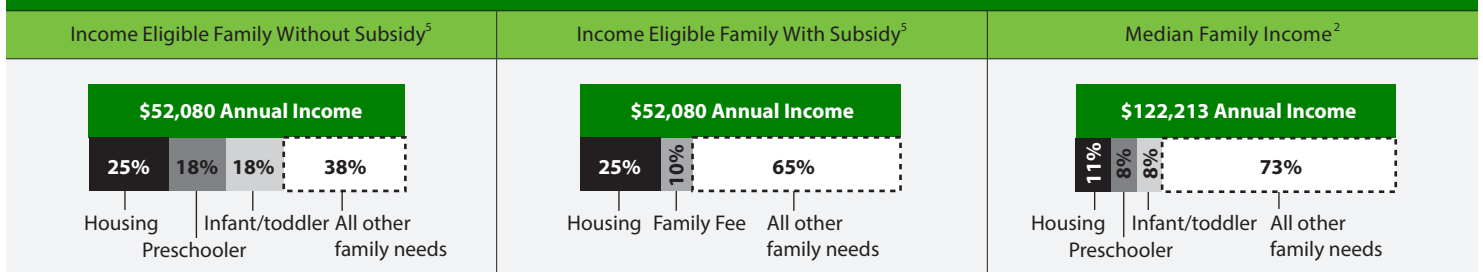 Income Eligible Family Without Subsidy5
Income Eligible Family With Subsidy5
Median Family Income2
$52,080 Annual Income
25% 18% 18% 38%
Housing Infant/toddler All other
Preschooler family needs
$52,080 Annual Income
25% 10% 65%
Housing Family Fee All other
family needs
$122,213 Annual Income
11% 8% 8% 73%
Housing Infant/toddler All other
Preschooler family needs